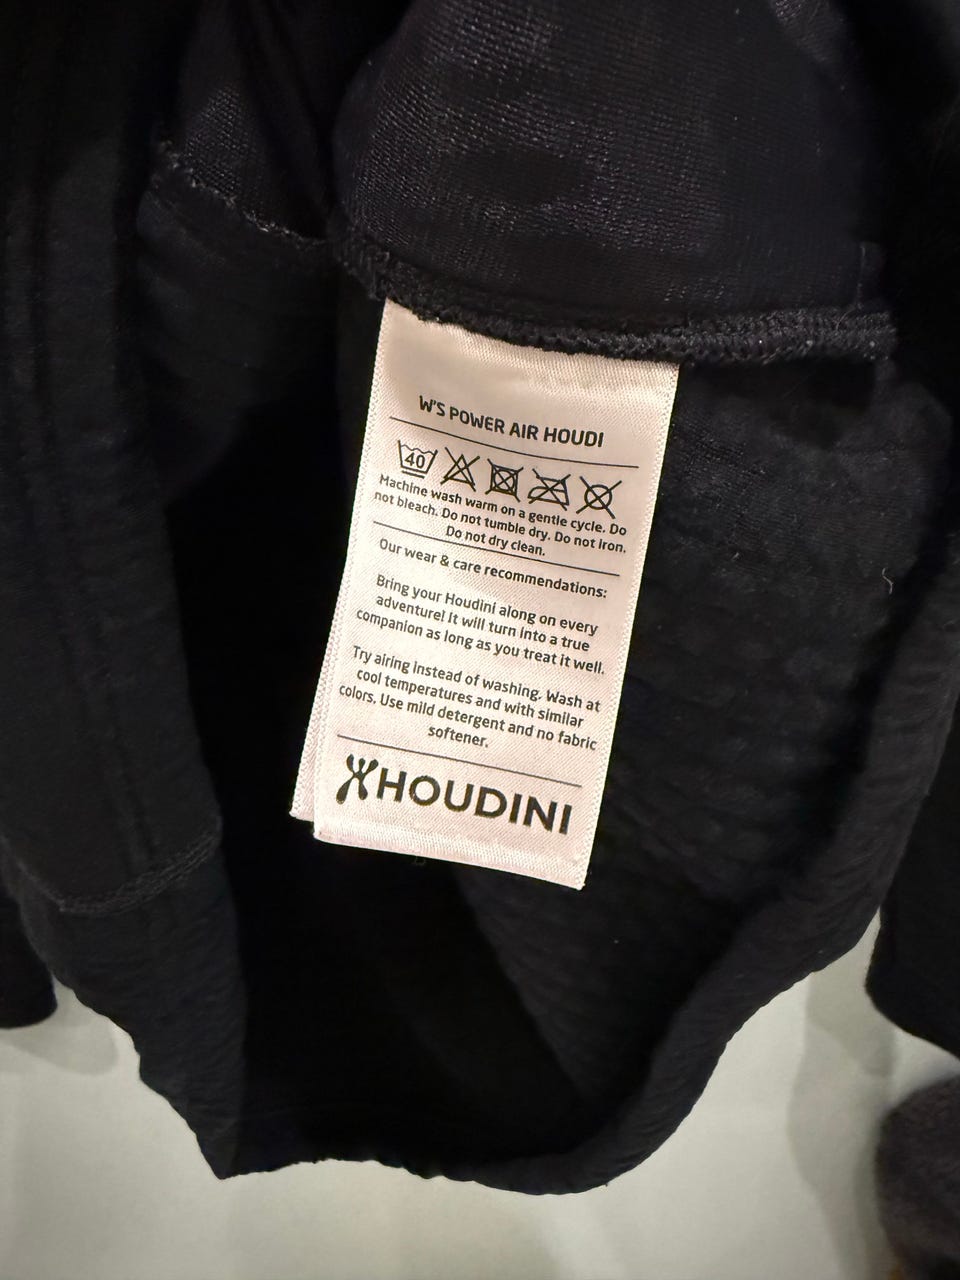 W'S POWER AIR HOUDI
40
Machine wash warm on a gentle cycle. Do
not bleach. Do not tumble dry. Do not iron.
Do not dry clean.
Our wear & care recommendations:
Bring your Houdini along on every
adventure! It will turn into a true
companion as long as you treat it well.
Try airing instead of washing. Wash at
cool temperatures and with similar
colors. Use mild detergent and no fabric
softener.
HOUDINI